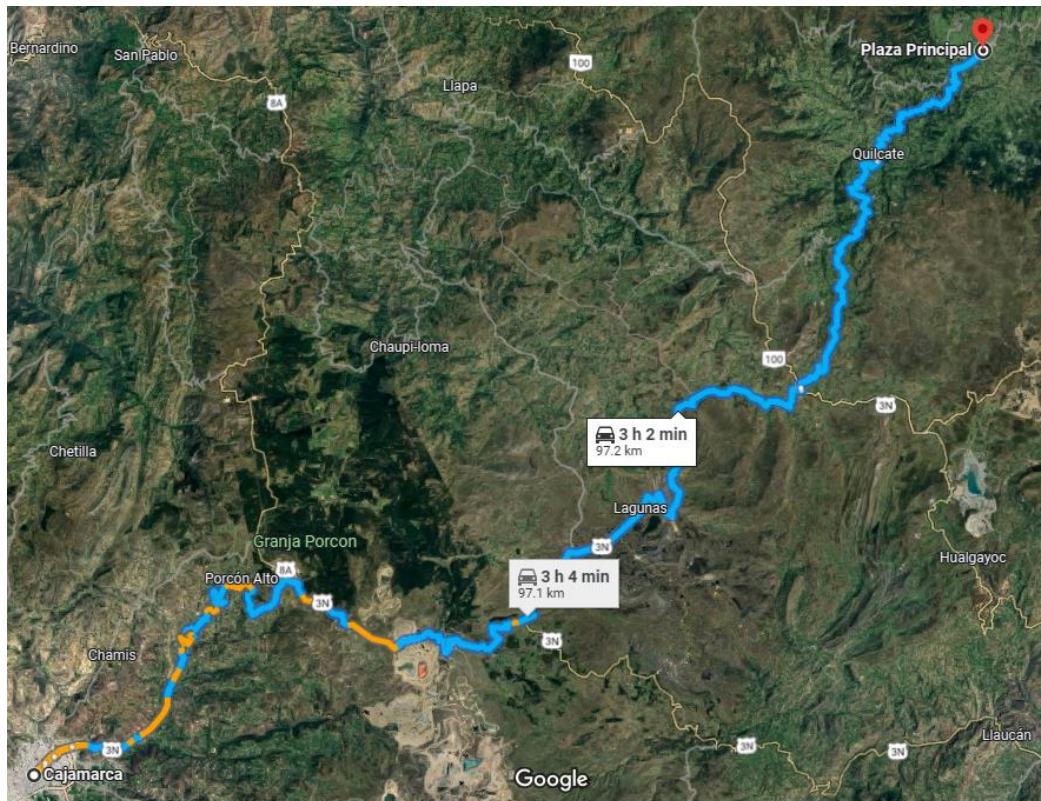 Bernardino
San Pablo
8A
100
Llapa
Plaza Principal
Quilcate
Chaupi-loma
100
3N
Chetilla
3 h 2 min
97.2 km
Lagunas
3N
Granja Porcon
Porcón Alto
8A
3N
3 h 4 min
97.1 km
Hualgayoc
3N
Chamis
3N
Cajamarca
Google
3N
3N
Llaucán